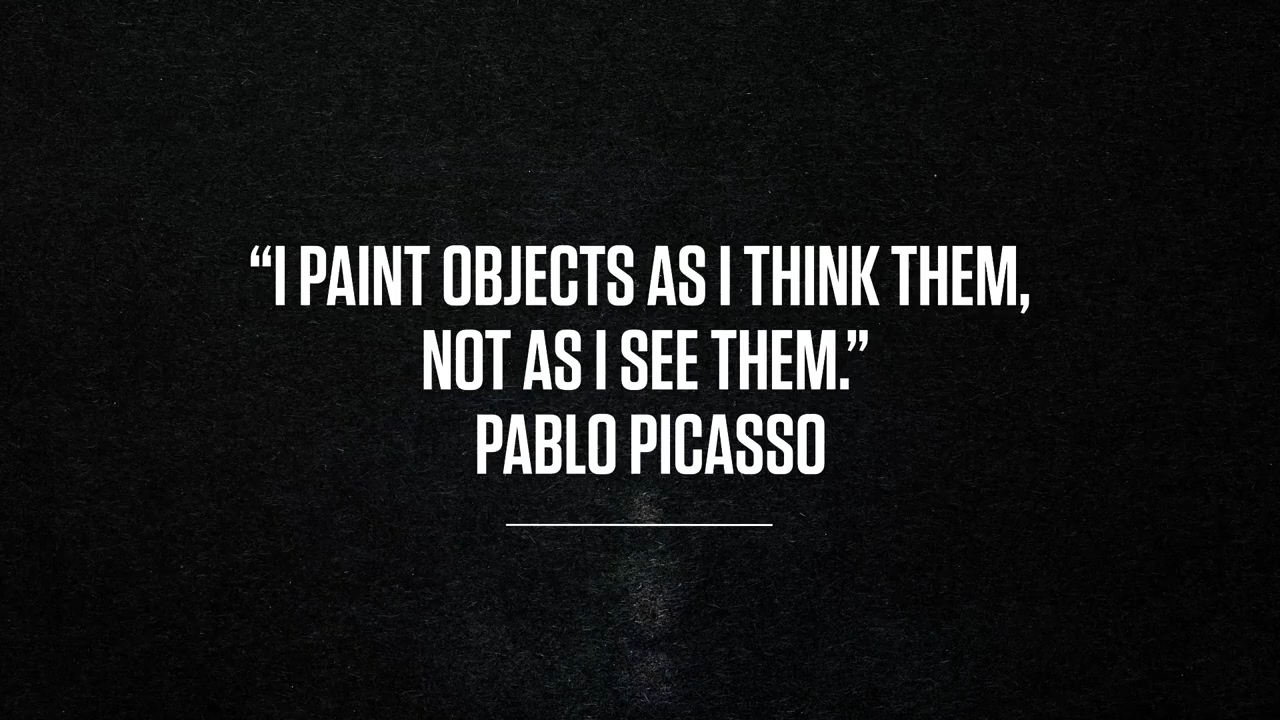 “I PAINT OBJECTS AS I THINK THEM,
NOT AS I SEE THEM.”
PABLO PICASSO